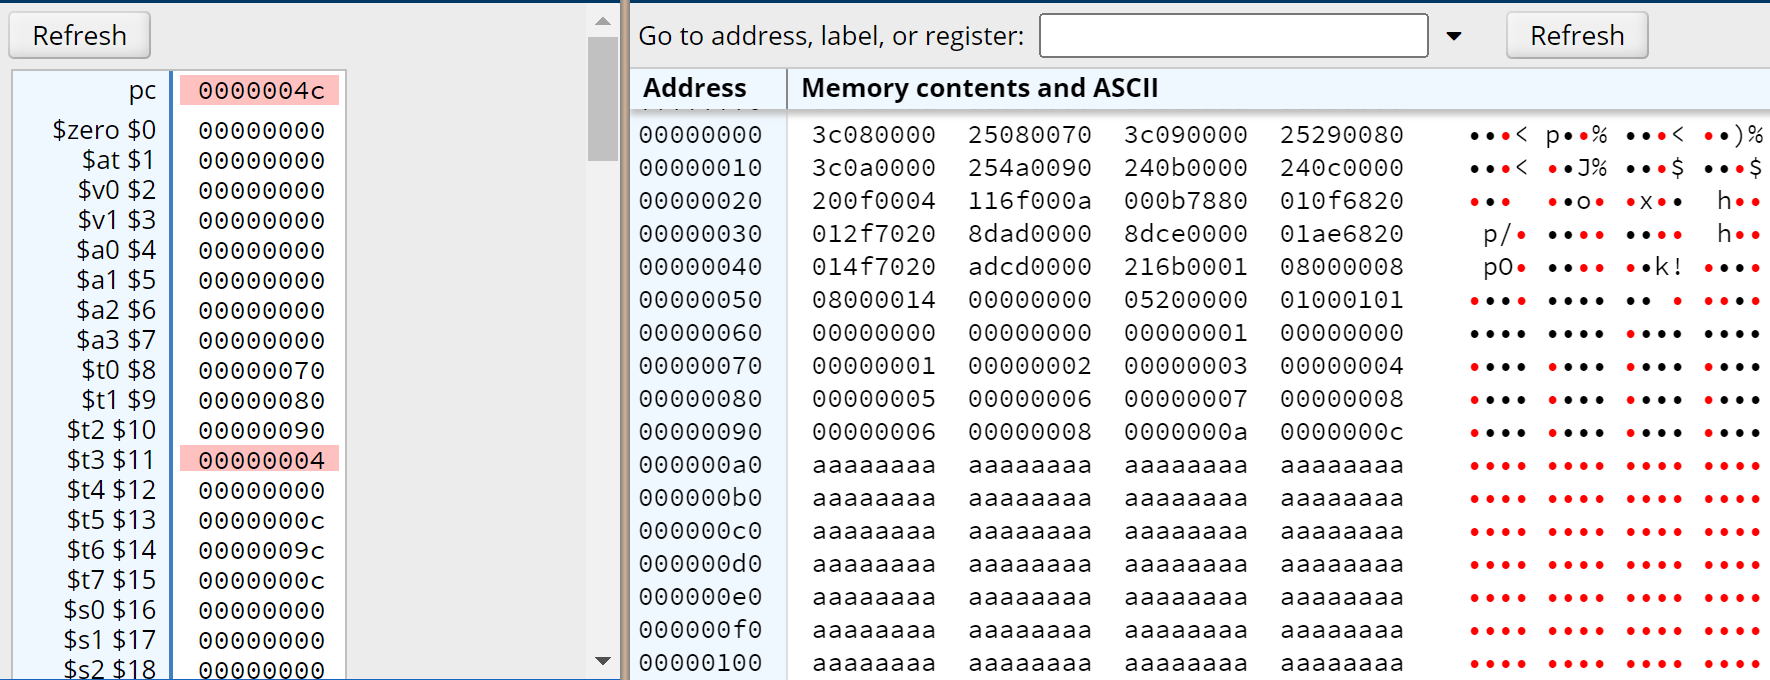 Refresh
pc 0000004c
$zero $0 00000000
$at $1 00000000
$v0 $2 00000000
$v1 $3 00000000
$a0 $4 00000000
$a1 $5 00000000
$a2 $6 00000000
$a3 $7 00000000
$t0 $8 00000070
$t1 $9 00000080
$t2 $10 00000090
$t3 $11 00000004
$t4 $12 00000000
$t5 $13 0000000c
$t6 $14 0000009c
$t7 $15 0000000c
$s0 $16 00000000
$s1 $17 00000000
$s2 $18 00000000
Go to address, label, or register: Refresh
Address Memory contents and ASCII
00000000 3c080000 25080070 3c090000 25290080 •••< p••% •••< ••)%
00000010 3c0a0000 254a0090 240b0000 240c0000 •••< ••J% •••$ •••$
00000020 200f0004 116f000a 000b7880 010f6820 ••• ••o• •x•• h••
00000030 012f7020 8dad0000 8dce0000 01ae6820 p/• •••• •••• h••
00000040 014f7020 adcd0000 216b0001 08000008 pO• •••• ••k! ••••
00000050 08000014 00000000 05200000 01000101 •••• •••• •• • ••••
00000060 00000000 00000000 00000001 00000000 •••• •••• •••• ••••
00000070 00000001 00000002 00000003 00000004 •••• •••• •••• ••••
00000080 00000005 00000006 00000007 00000008 •••• •••• •••• ••••
00000090 00000006 00000008 0000000a 0000000c •••• •••• •••• ••••
000000a0 aaaaaaaa aaaaaaaa aaaaaaaa aaaaaaaa •••• •••• •••• ••••
000000b0 aaaaaaaa aaaaaaaa aaaaaaaa aaaaaaaa •••• •••• •••• ••••
000000c0 aaaaaaaa aaaaaaaa aaaaaaaa aaaaaaaa •••• •••• •••• ••••
000000d0 aaaaaaaa aaaaaaaa aaaaaaaa aaaaaaaa •••• •••• •••• ••••
000000e0 aaaaaaaa aaaaaaaa aaaaaaaa aaaaaaaa •••• •••• •••• ••••
000000f0 aaaaaaaa aaaaaaaa aaaaaaaa aaaaaaaa •••• •••• •••• ••••
00000100 aaaaaaaa aaaaaaaa aaaaaaaa aaaaaaaa •••• •••• •••• ••••